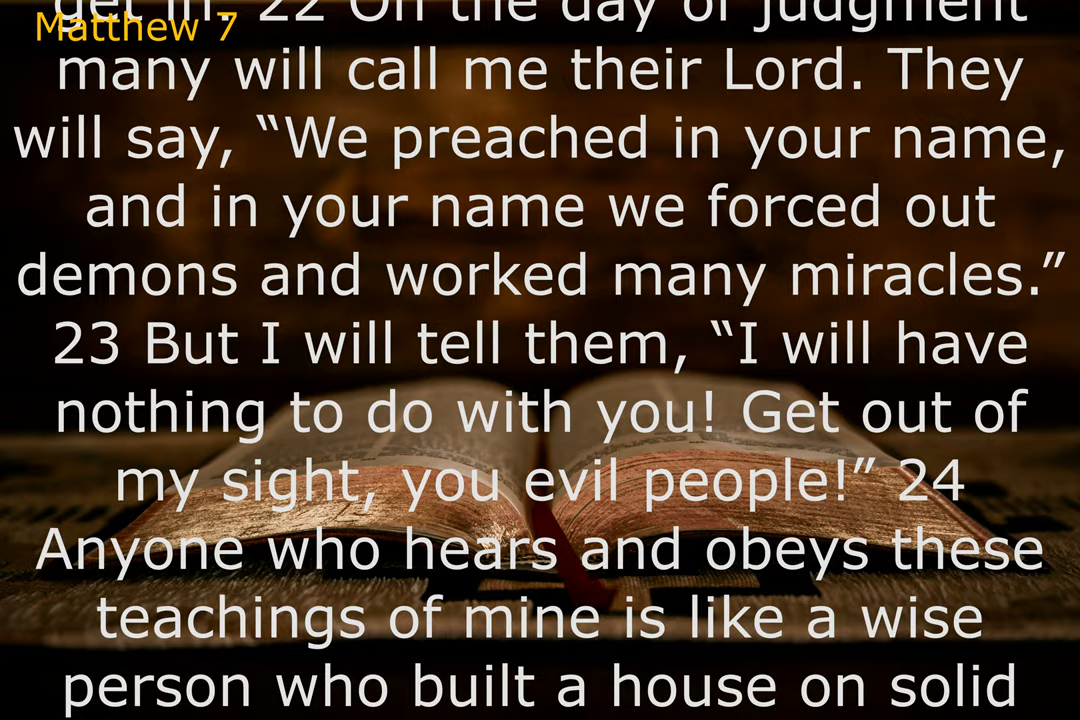 get in. 22 On the day of judgment
Matthew 7
many will call me their Lord. They
will say, “We preached in your name,
and in your name we forced out
demons and worked many miracles.”
23 But I will tell them, “I will have
nothing to do with you! Get out of
my sight, you evil people!” 24
Anyone who hears and obeys these
teachings of mine is like a wise
person who built a house on solid